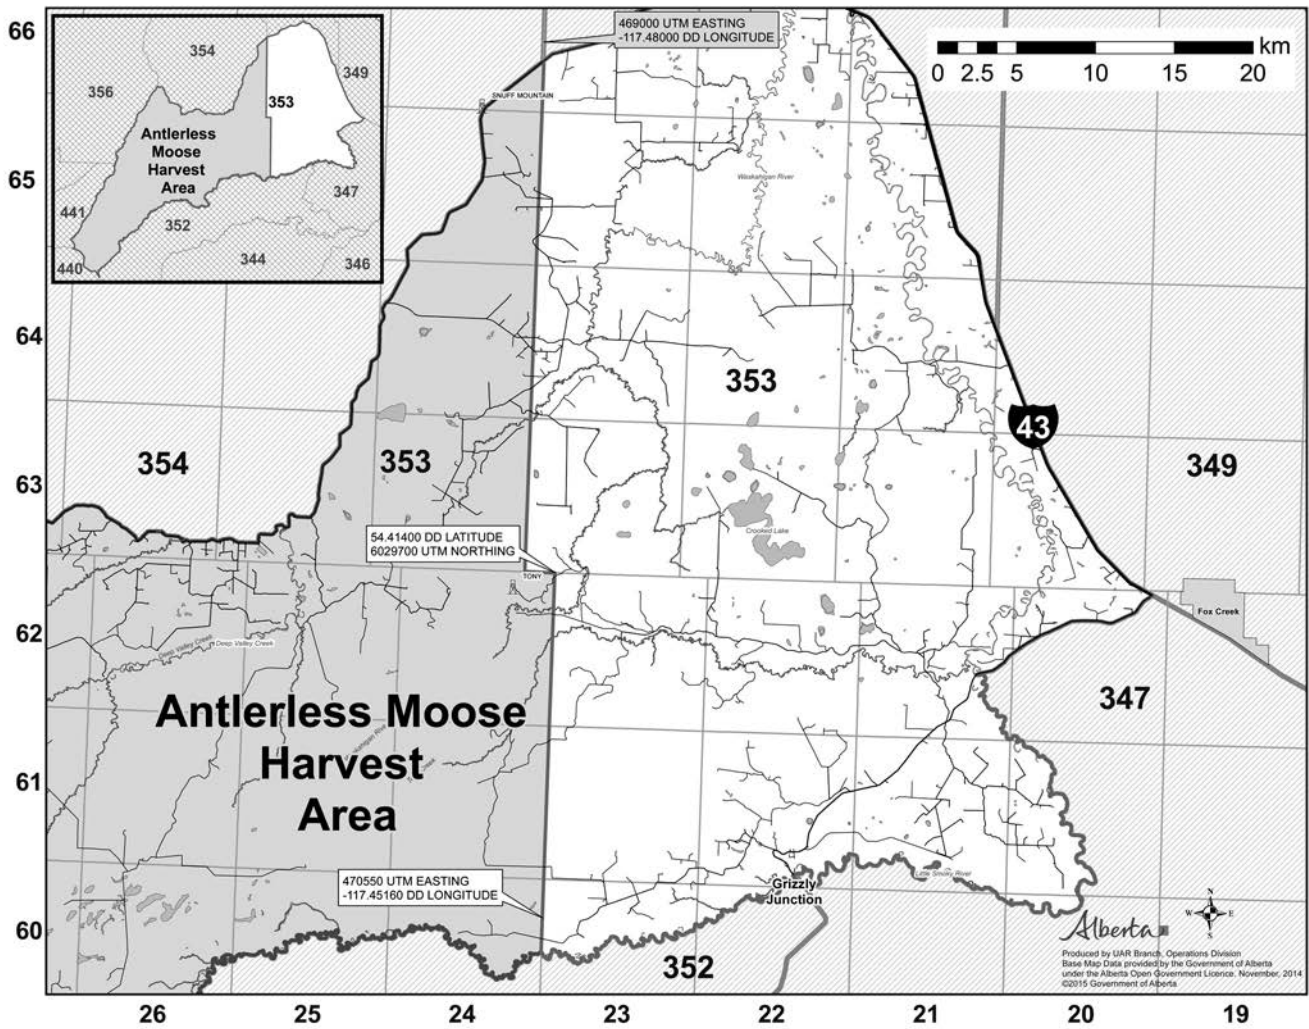 66
65
64
63
62
61
60
354
356
349
353
Antlerless
Moose
Harvest
Area
347
441
352
440
344
346
469000 UTM EASTING
-117.48000 DD LONGITUDE
km
0 2.5 5 10 15 20
SNUFF MOUNTAIN
Waskahigan River
353
43
354
353
349
54.41400 DD LATITUDE
6029700 UTM NORTHING
TONY
Crooked Lake
Fox Creek
Deep Valley Creek
Deep Valley Creek
347
Antlerless Moose
Harvest
Area
470550 UTM EASTING
-117.45160 DD LONGITUDE
Grizzly
Junction
Little Smoky River
352
Alberta
N
W E
S
Produced by UAR Branch, Operations Division
Base Map Data provided by the Government of Alberta
under the Alberta Open Government Licence, November, 2014
©2015 Government of Alberta
26 25 24 23 22 21 20 19